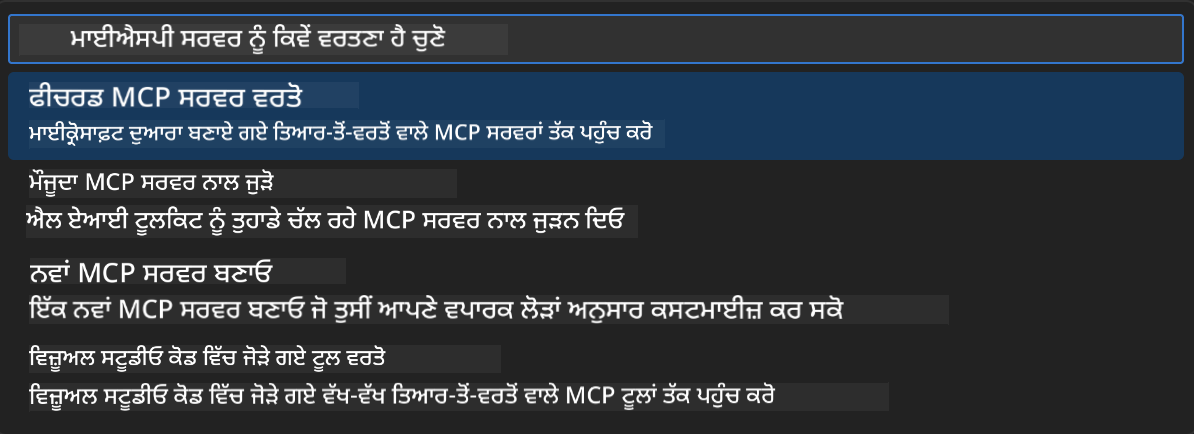 ਮਾਈਐਸਪੀ ਸਰਵਰ ਨੂੰ ਕਿਵੇਂ ਵਰਤਣਾ ਹੈ ਚੁਣੋ
ਫੀਚਰਡ MCP ਸਰਵਰ ਵਰਤੋ
ਮਾਈਕ੍ਰੋਸਾਫ਼ਟ ਦੁਆਰਾ ਬਣਾਏ ਗਏ ਤਿਆਰ-ਤੋਂ-ਵਰਤੋਂ ਵਾਲੇ MCP ਸਰਵਰਾਂ ਤੱਕ ਪਹੁੰਚ ਕਰੋ
ਮੌਜੂਦਾ MCP ਸਰਵਰ ਨਾਲ ਜੁੜੋ
ਐਲ ਏਆਈ ਟੂਲਕਿਟ ਨੂੰ ਤੁਹਾਡੇ ਚੱਲ ਰਹੇ MCP ਸਰਵਰ ਨਾਲ ਜੁੜਨ ਦਿਓ
ਨਵਾਂ MCP ਸਰਵਰ ਬਣਾਓ
ਇੱਕ ਨਵਾਂ MCP ਸਰਵਰ ਬਣਾਓ ਜੋ ਤੁਸੀਂ ਆਪਣੇ ਵਪਾਰਕ ਲੋੜਾਂ ਅਨੁਸਾਰ ਕਸਟਮਾਈਜ਼ ਕਰ ਸਕੋ
ਵਿਜ਼ੂਅਲ ਸਟੂਡੀਓ ਕੋਡ ਵਿੱਚ ਜੋੜੇ ਗਏ ਟੂਲ ਵਰਤੋ
ਵਿਜ਼ੂਅਲ ਸਟੂਡੀਓ ਕੋਡ ਵਿੱਚ ਜੋੜੇ ਗਏ ਵੱਖ-ਵੱਖ ਤਿਆਰ-ਤੋਂ-ਵਰਤੋਂ ਵਾਲੇ MCP ਟੂਲਾਂ ਤੱਕ ਪਹੁੰਚ ਕਰੋ